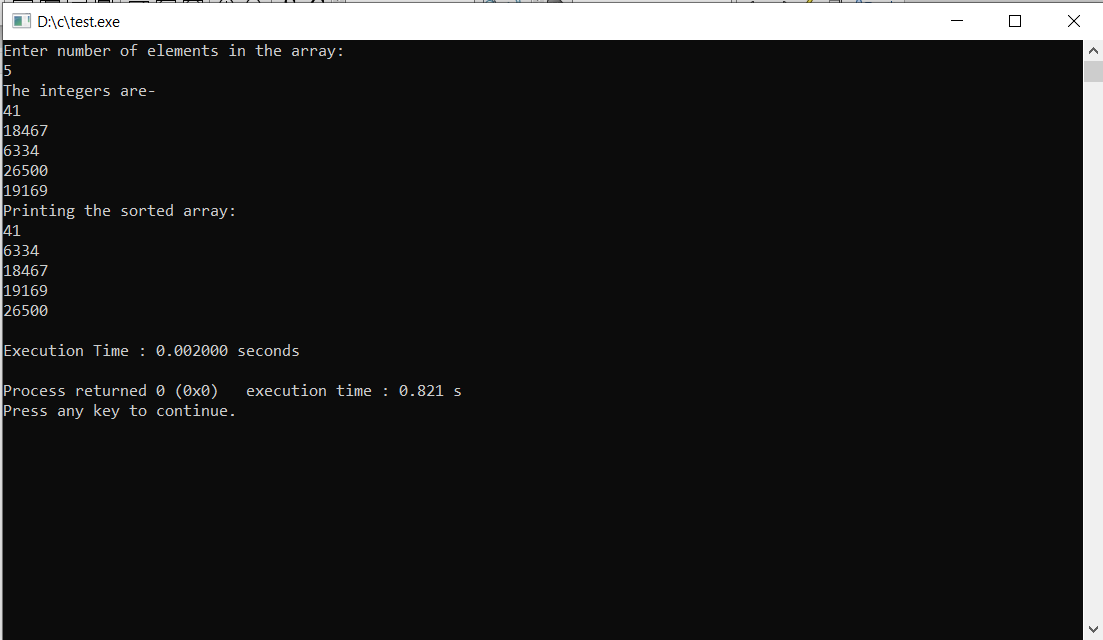 D:\c\test.exe
Enter number of elements in the array:
5
The integers are-
41
18467
6334
26500
19169
Printing the sorted array:
41
6334
18467
19169
26500
Execution Time : 0.002000 seconds
Process returned 0 (0x0)   execution time : 0.821 s
Press any key to continue.